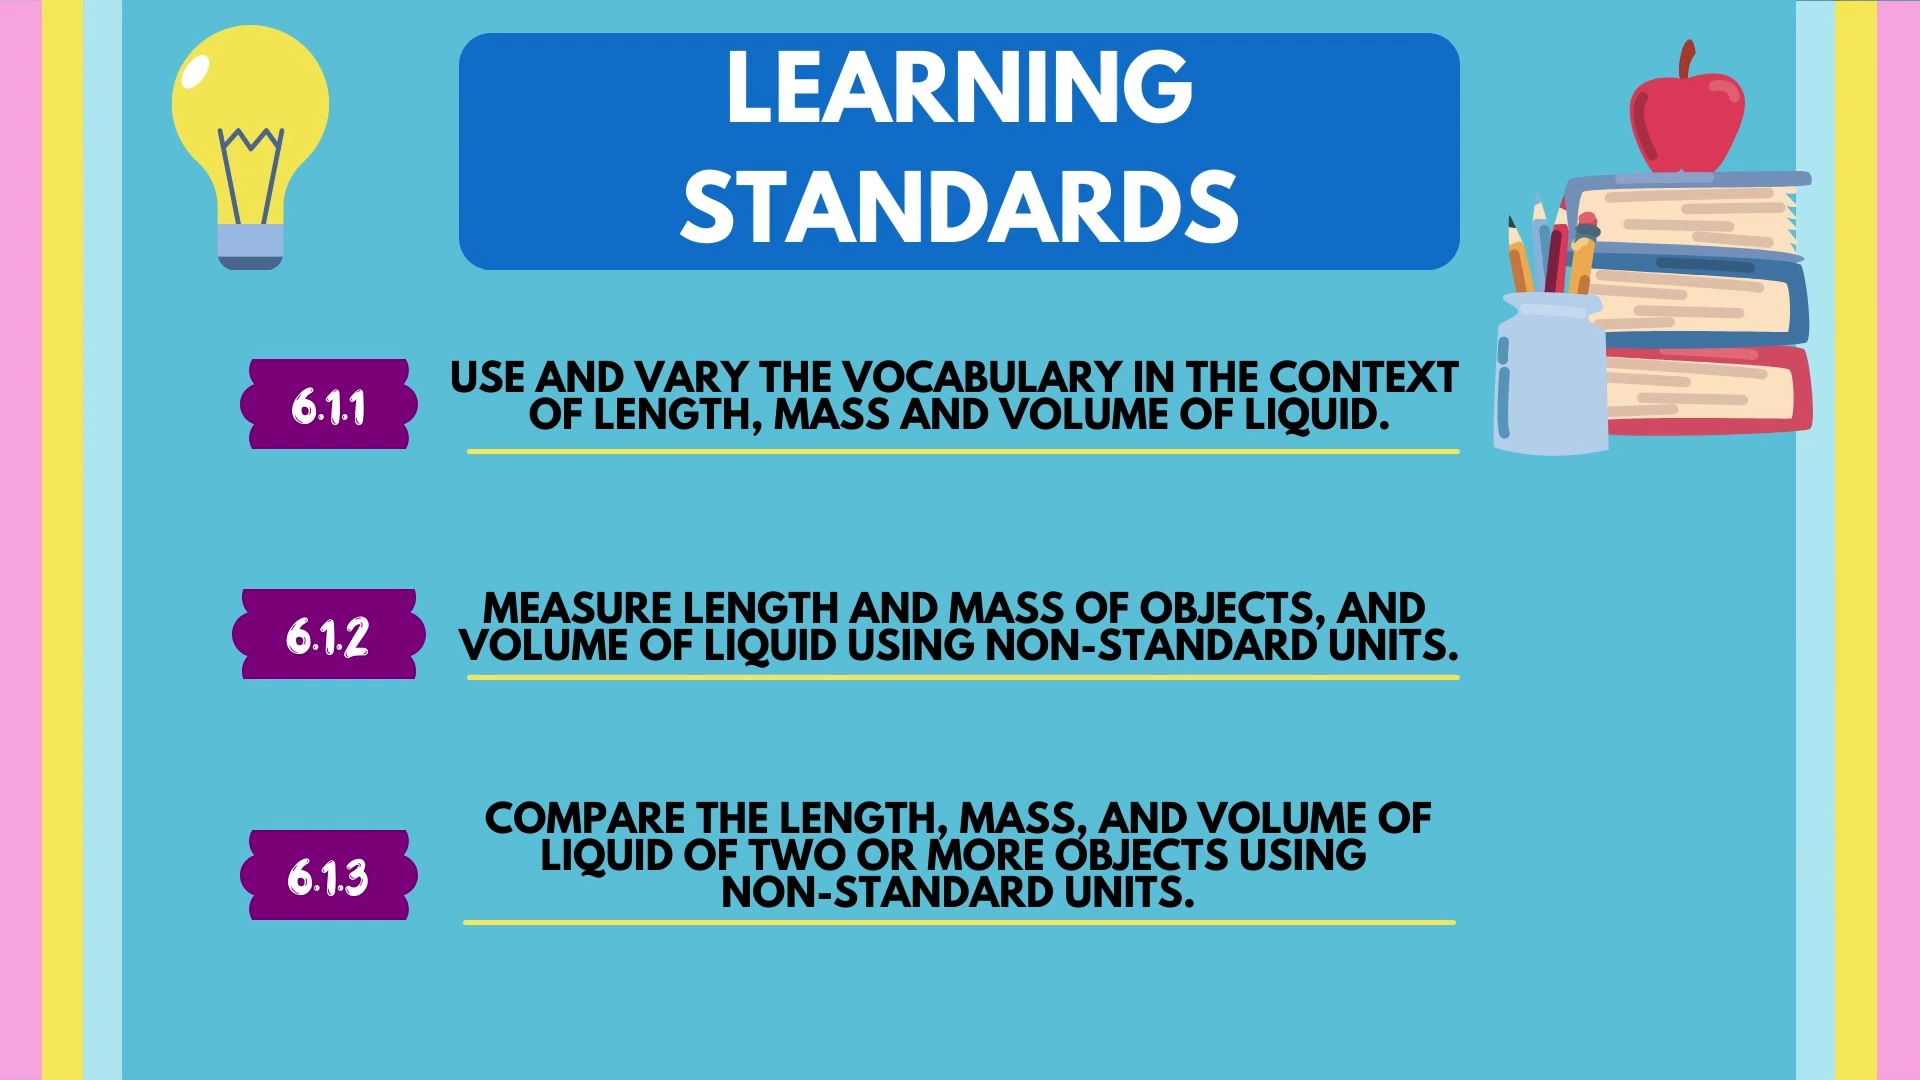 LEARNING
STANDARDS
6.1.1
USE AND VARY THE VOCABULARY IN THE CONTEXT
OF LENGTH, MASS AND VOLUME OF LIQUID.
6.1.2
MEASURE LENGTH AND MASS OF OBJECTS, AND
VOLUME OF LIQUID USING NON-STANDARD UNITS.
6.1.3
COMPARE THE LENGTH, MASS, AND VOLUME OF
LIQUID OF TWO OR MORE OBJECTS USING
NON-STANDARD UNITS.